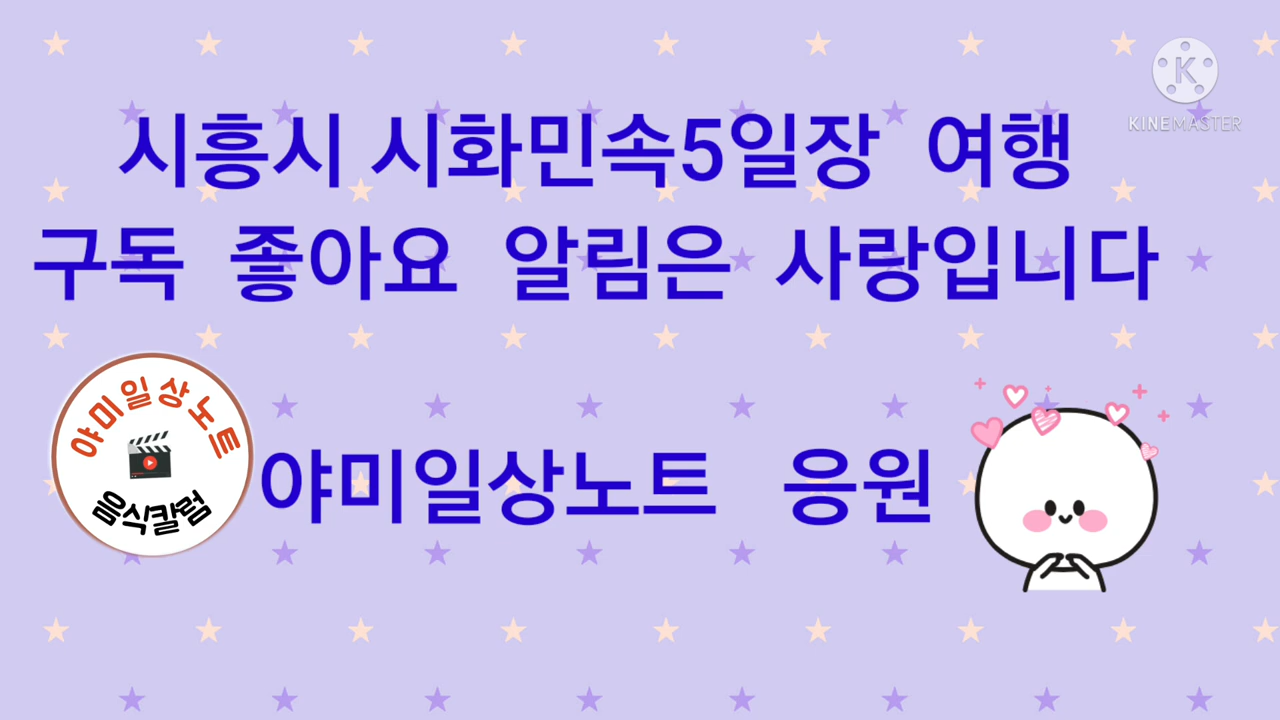 K
KINEMASTER
시흥시 시화민속5일장 여행
구독 좋아요 알림은 사랑입니다
야미일상노트
음식칼럼
야미일상노트 응원